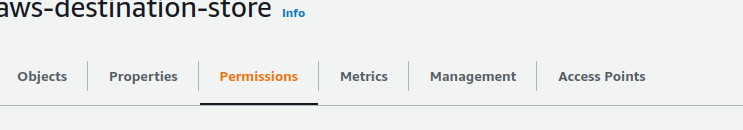 aws-destination-store Info
Objects Properties Permissions Metrics Management Access Points